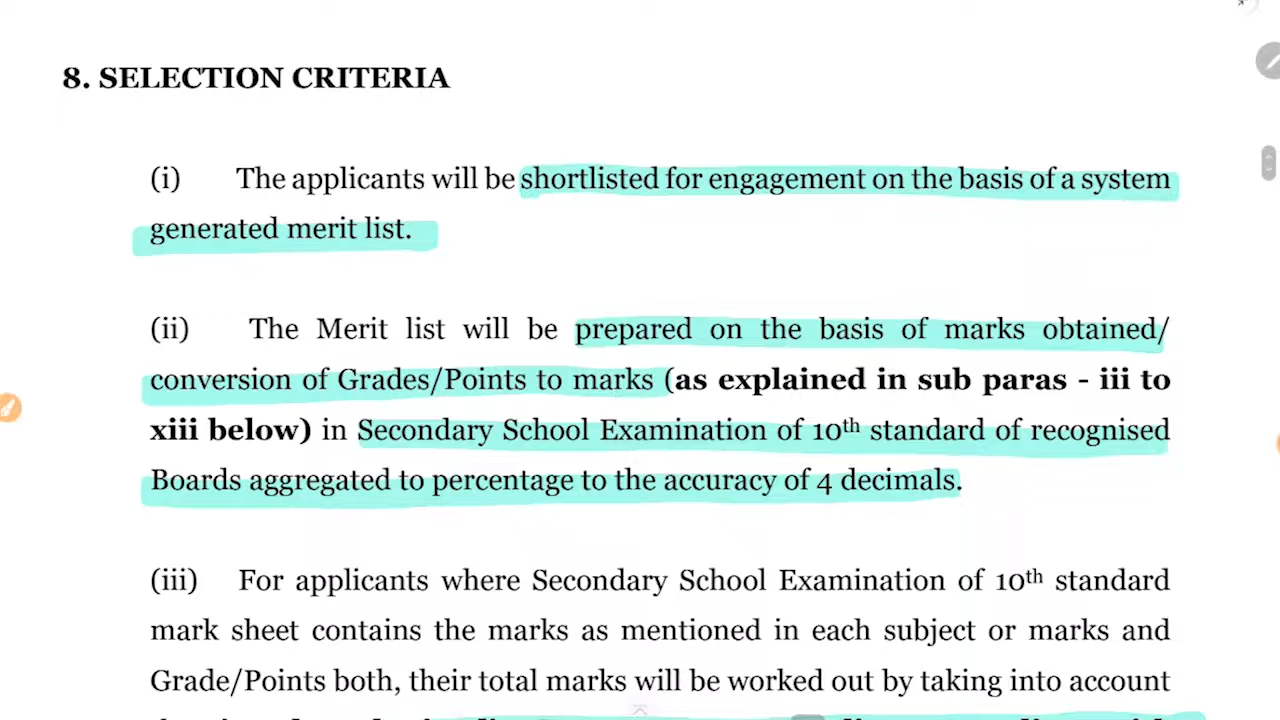 8. SELECTION CRITERIA
(i) The applicants will be shortlisted for engagement on the basis of a system
generated merit list.
(ii) The Merit list will be prepared on the basis of marks obtained/
conversion of Grades/Points to marks (as explained in sub paras - iii to
xiii below) in Secondary School Examination of 10th standard of recognised
Boards aggregated to percentage to the accuracy of 4 decimals.
(iii) For applicants where Secondary School Examination of 10th standard
mark sheet contains the marks as mentioned in each subject or marks and
Grade/Points both, their total marks will be worked out by taking into account